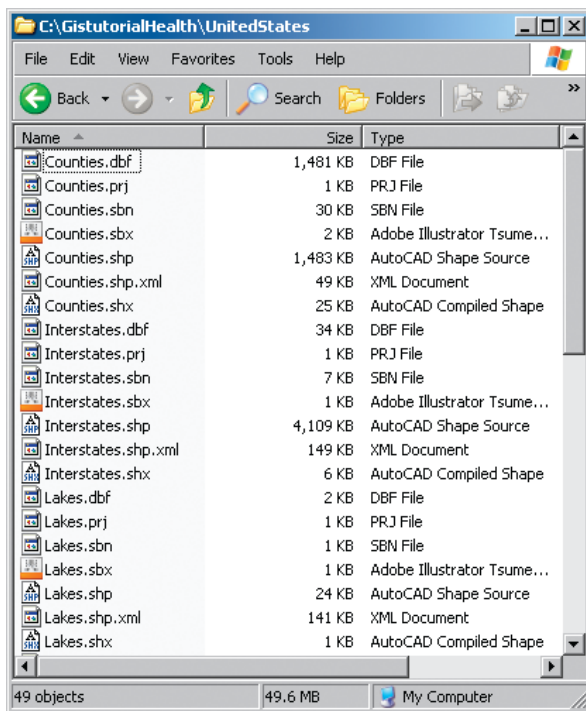 C:\GistutorialHealth\UnitedStates
File Edit View Favorites Tools Help
Back Search Folders »
Name Size Type
Counties.dbf 1,481 KB DBF File
Counties.prj 1 KB PRJ File
Counties.sbn 30 KB SBN File
Counties.sbx 2 KB Adobe Illustrator Tsume...
Counties.shp 1,483 KB AutoCAD Shape Source
Counties.shp.xml 49 KB XML Document
Counties.shx 25 KB AutoCAD Compiled Shape
Interstates.dbf 34 KB DBF File
Interstates.prj 1 KB PRJ File
Interstates.sbn 7 KB SBN File
Interstates.sbx 1 KB Adobe Illustrator Tsume...
Interstates.shp 4,109 KB AutoCAD Shape Source
Interstates.shp.xml 149 KB XML Document
Interstates.shx 6 KB AutoCAD Compiled Shape
Lakes.dbf 2 KB DBF File
Lakes.prj 1 KB PRJ File
Lakes.sbn 1 KB SBN File
Lakes.sbx 1 KB Adobe Illustrator Tsume...
Lakes.shp 24 KB AutoCAD Shape Source
Lakes.shp.xml 141 KB XML Document
Lakes.shx 1 KB AutoCAD Compiled Shape
49 objects 49.6 MB My Computer